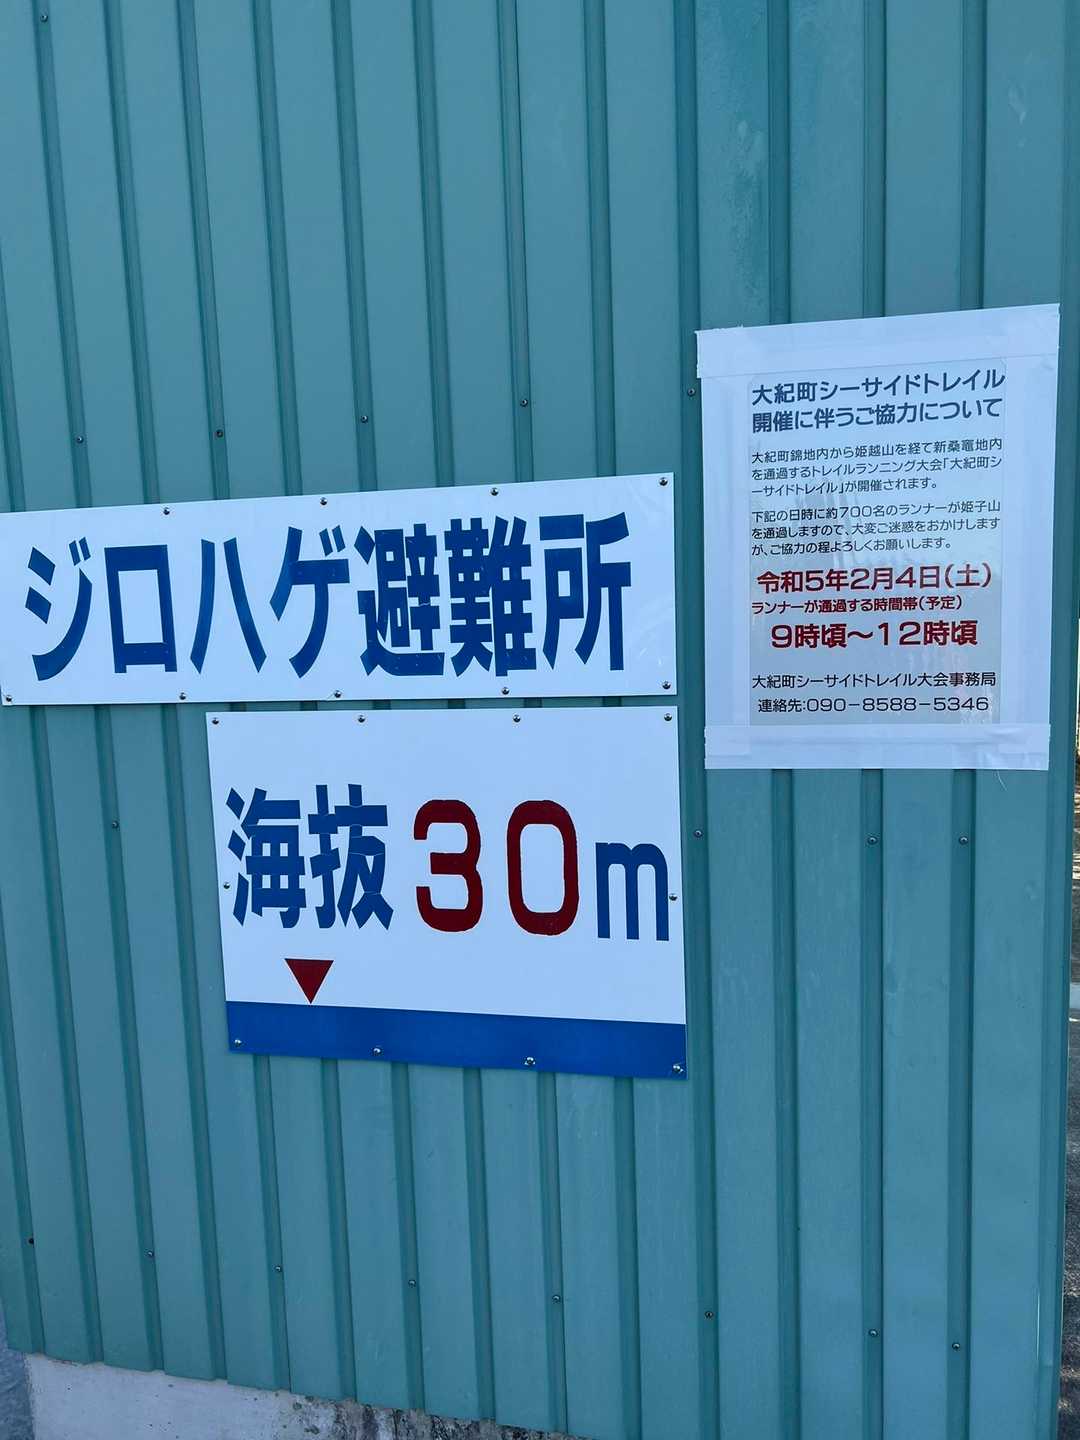 ジロハゲ避難所
海抜30m
大紀町シーサイドトレイル
開催に伴うご協力について
大紀町錦地内から姫越山を経て新桑竈地内
を通過するトレイルランニング大会「大紀町シ
ーサイドトレイル」が開催されます。
下記の日時に約700名のランナーが姫子山
を通過しますので、大変ご迷惑をおかけします
が、ご協力の程よろしくお願いします。
令和5年2月4日(土)
ランナーが通過する時間帯(予定)
9時頃～12時頃
大紀町シーサイドトレイル大会事務局
連絡先:090-8588-5346